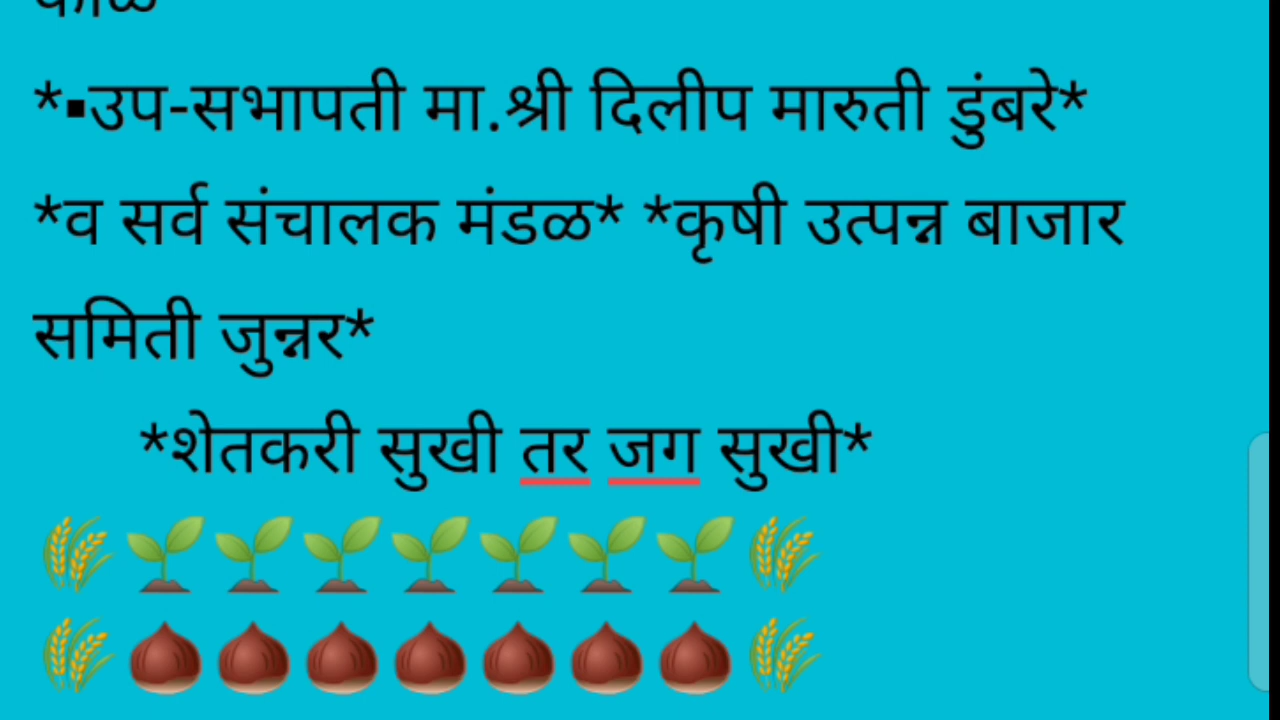 काळे
*▪उप-सभापती मा.श्री दिलीप मारुती डुंबरे*
*व सर्व संचालक मंडळ* *कृषी उत्पन्न बाजार
समिती जुन्नर*
*शेतकरी सुखी तर जग सुखी*
🌾🌱🌱🌱🌱🌱🌱🌱🌾
🌾🌰🌰🌰🌰🌰🌰🌰🌾